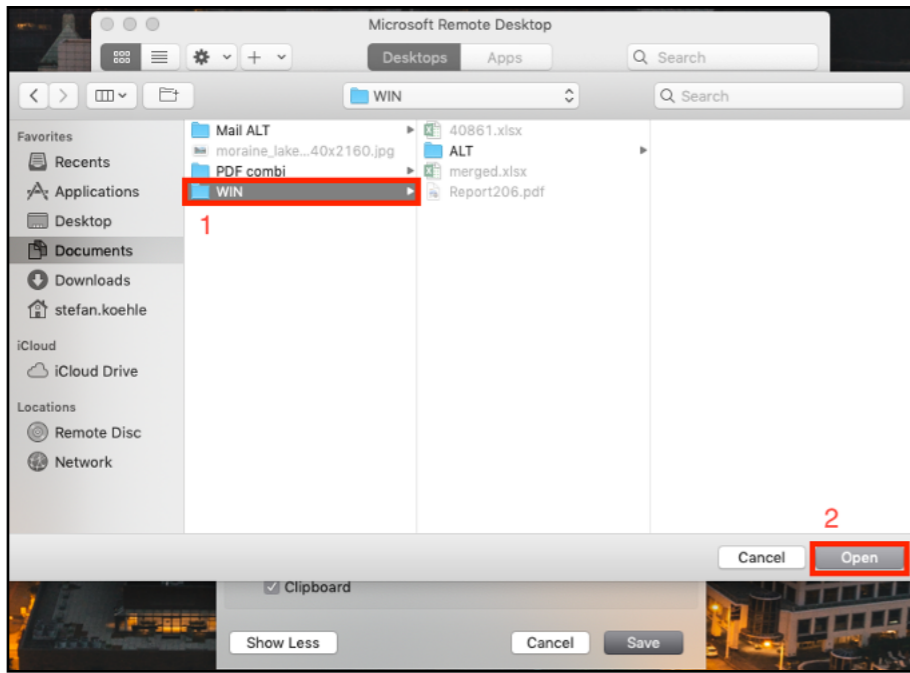 Microsoft Remote Desktop
Desktops Apps Search
WIN Search
Favorites
Recents
Applications
Desktop
Documents
Downloads
stefan.koehle
iCloud
iCloud Drive
Locations
Remote Disc
Network
Mail ALT
moraine_lake...40x2160.jpg
PDF combi
WIN
1
40861.xlsx
ALT
merged.xlsx
Report206.pdf
2
Cancel Open
Clipboard
Show Less Cancel Save